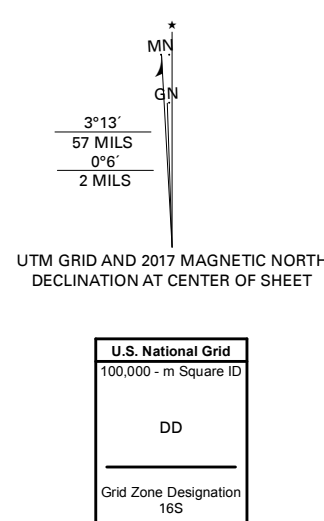 MN
GN
3°13´
57 MILS
0°6´
2 MILS
UTM GRID AND 2017 MAGNETIC NORTH
DECLINATION AT CENTER OF SHEET
U.S. National Grid
100,000 - m Square ID
DD
Grid Zone Designation
16S